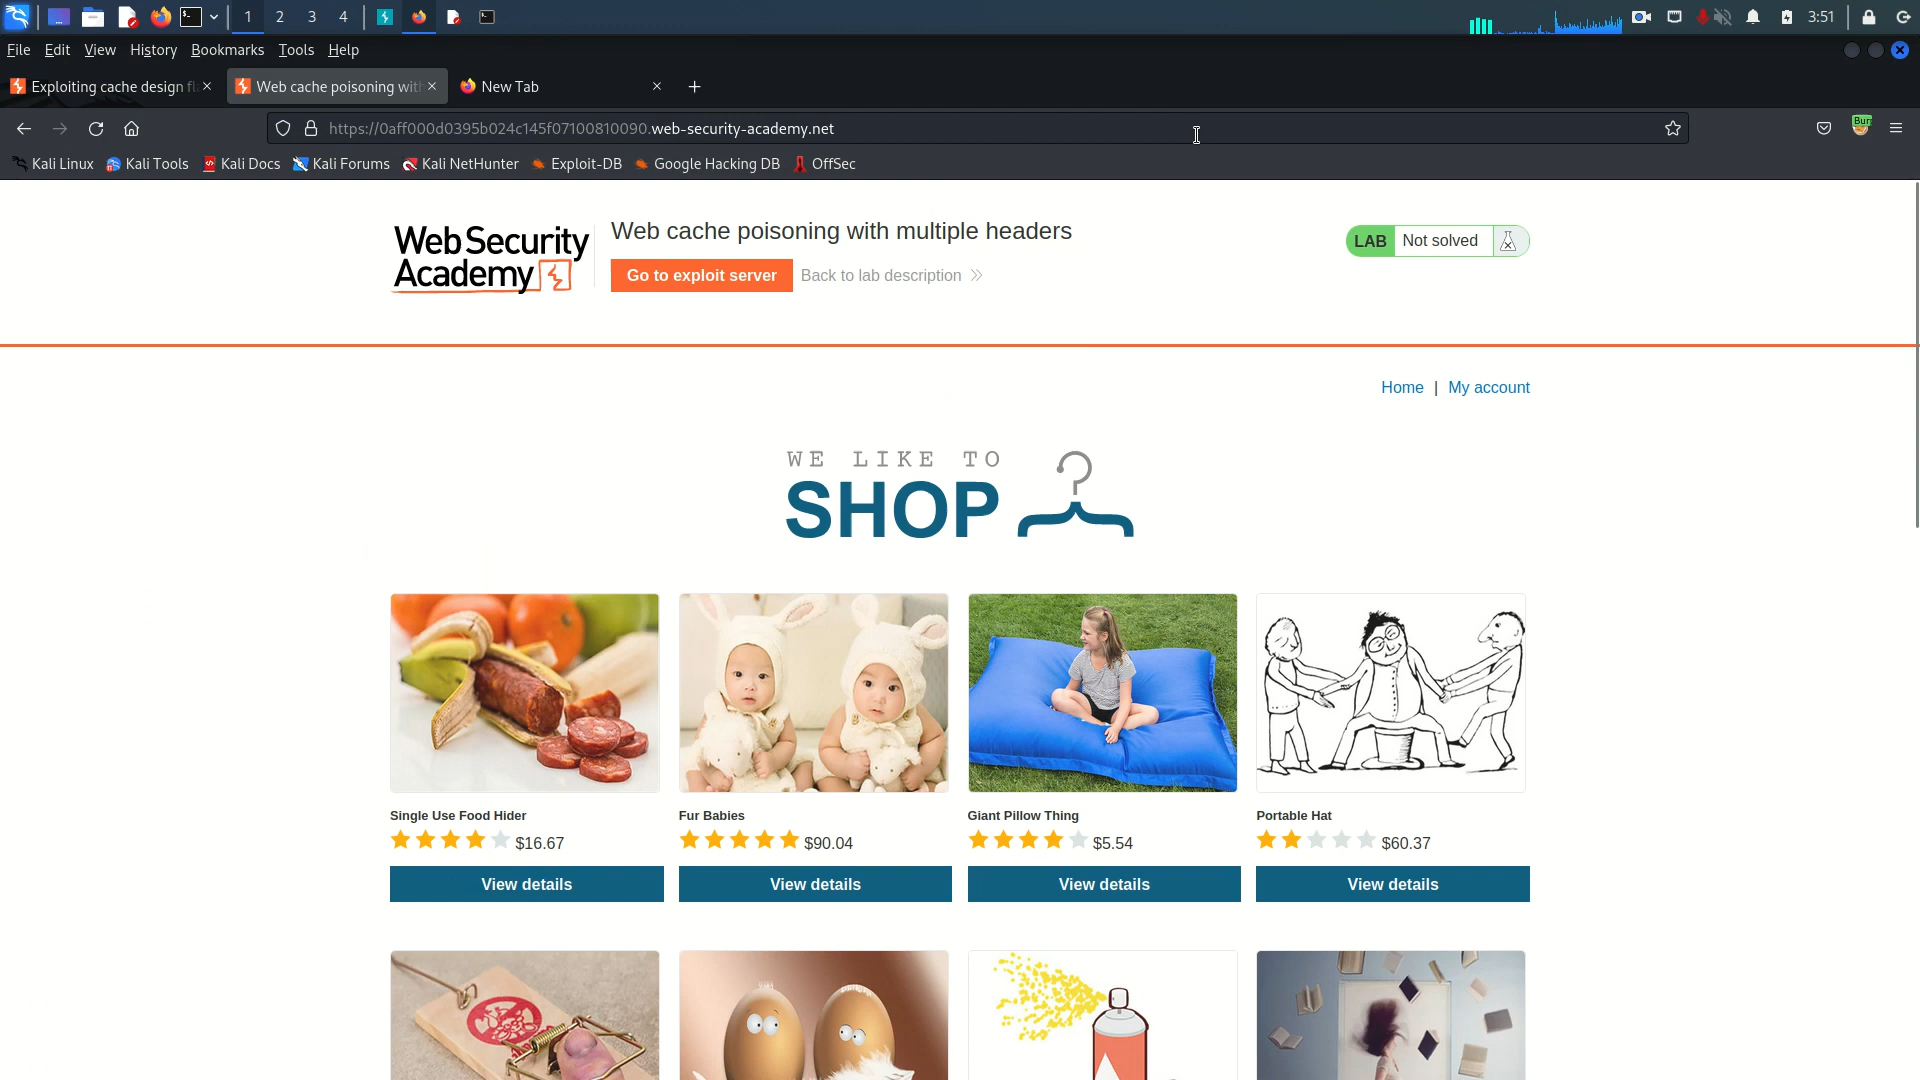 1 2 3 4 3:51
File Edit View History Bookmarks Tools Help
Exploiting cache design fl
Web cache poisoning wit
New Tab
https://0aff000d0395b024c145f07100810090.web-security-academy.net
Bur
Kali Linux Kali Tools Kali Docs Kali Forums Kali NetHunter Exploit-DB Google Hacking DB OffSec
Web Security
Academy
Web cache poisoning with multiple headers
Go to exploit server Back to lab description
LAB Not solved
Home | My account
WE LIKE TO
SHOP
Single Use Food Hider
$16.67
View details
Fur Babies
$90.04
View details
Giant Pillow Thing
$5.54
View details
Portable Hat
$60.37
View details